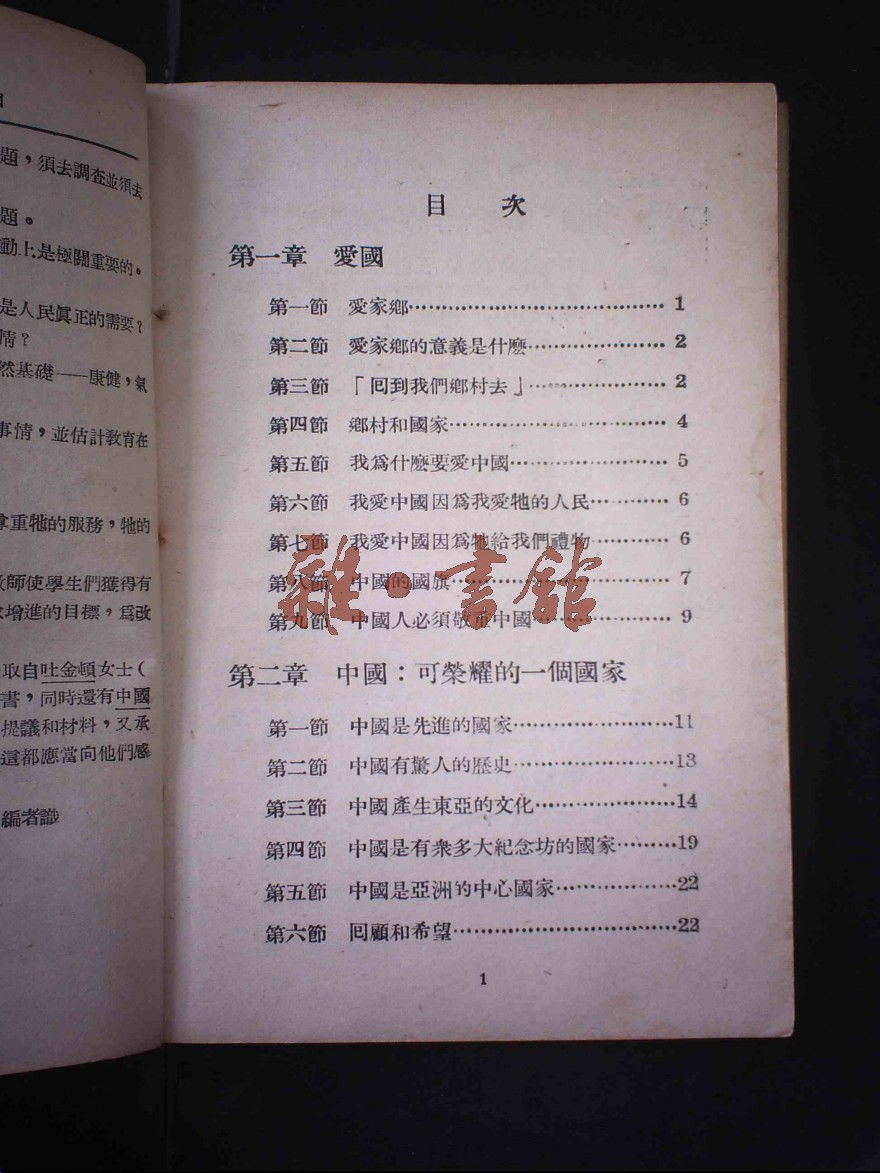 題，須去調查並須去
題。
動上是極關重要的。
是人民眞正的需要？
情？
然基礎——康健，氣
事情，並估計敎育在
重牠的服務，牠的
敎師使學生們獲得有
增進的目標，爲改
取自吐金頓女士（
書，同時還有中國
提議和材料，又承
這都應當向他們感
編者識
目 次
第一章 愛國
第一節 愛家鄉…………………………………1
第二節 愛家鄉的意義是什麽…………………2
第三節 「囘到我們鄉村去」…………………2
第四節 鄉村和國家……………………………4
第五節 我爲什麽要愛中國……………………5
第六節 我愛中國因爲我愛牠的人民…………6
第七節 我愛中國因爲牠給我們禮物…………6
第八節 中國的國旗……………………………7
第九節 中國人必須敬重中國…………………9
第二章 中國：可榮耀的一個國家
第一節 中國是先進的國家……………………11
第二節 中國有驚人的歷史……………………13
第三節 中國產生東亞的文化…………………14
第四節 中國是有衆多大紀念坊的國家………19
第五節 中國是亞洲的中心國家………………22
第六節 囘顧和希望……………………………22
1
雜·書館